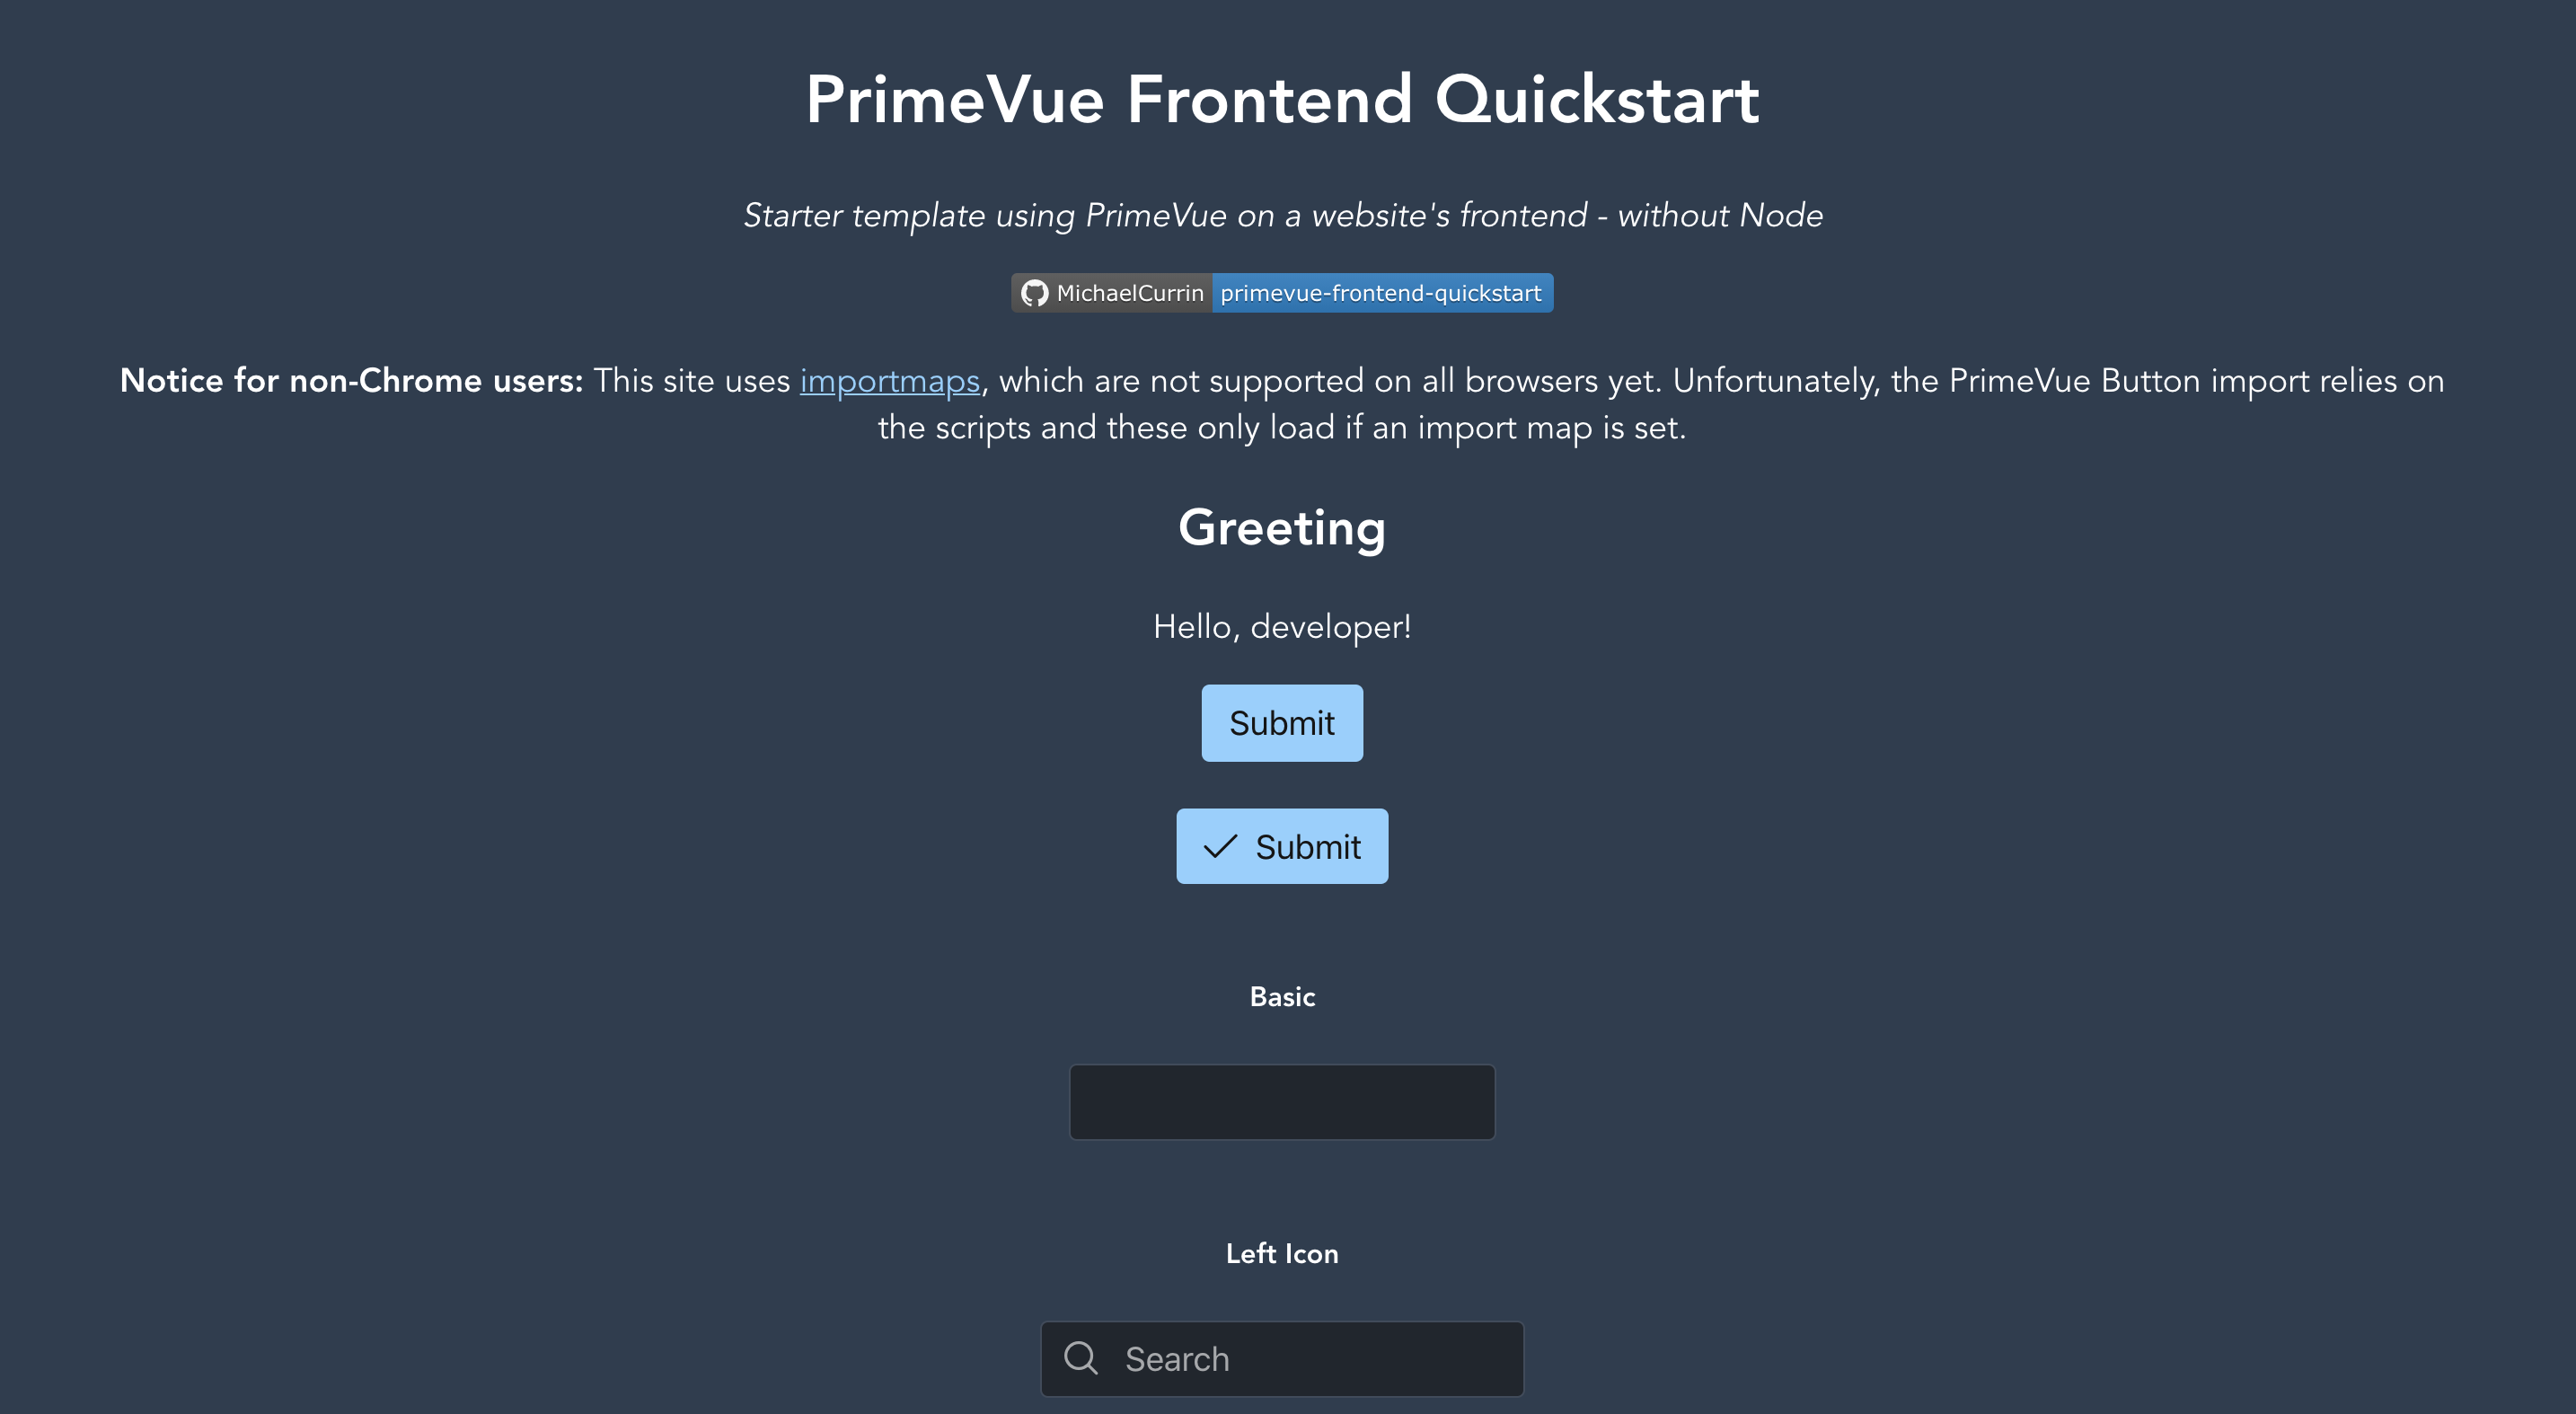 PrimeVue Frontend Quickstart
Starter template using PrimeVue on a website's frontend - without Node
MichaelCurrin primevue-frontend-quickstart
Notice for non-Chrome users: This site uses importmaps, which are not supported on all browsers yet. Unfortunately, the PrimeVue Button import relies on
the scripts and these only load if an import map is set.
Greeting
Hello, developer!
Submit
Submit
Basic
Left Icon
Search